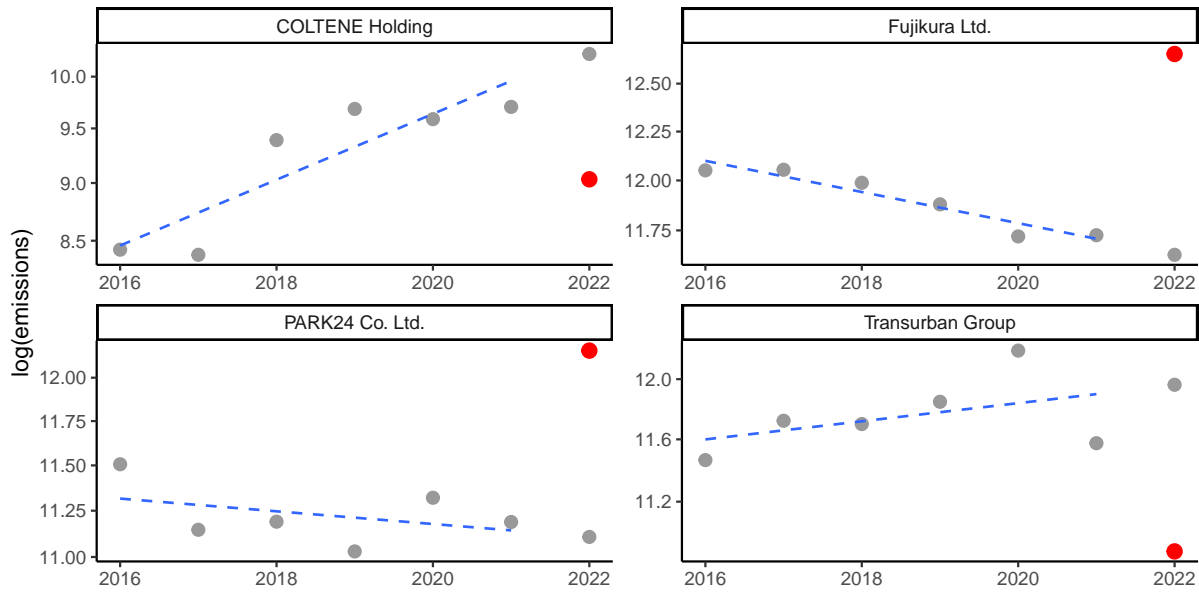 COLTENE Holding
Fujikura Ltd.
10.0
9.5
9.0
8.5
12.50
12.25
12.00
11.75
2016 2018 2020 2022
2016 2018 2020 2022
log(emissions)
PARK24 Co. Ltd.
Transurban Group
12.00
11.75
11.50
11.25
11.00
12.0
11.6
11.2
2016 2018 2020 2022
2016 2018 2020 2022